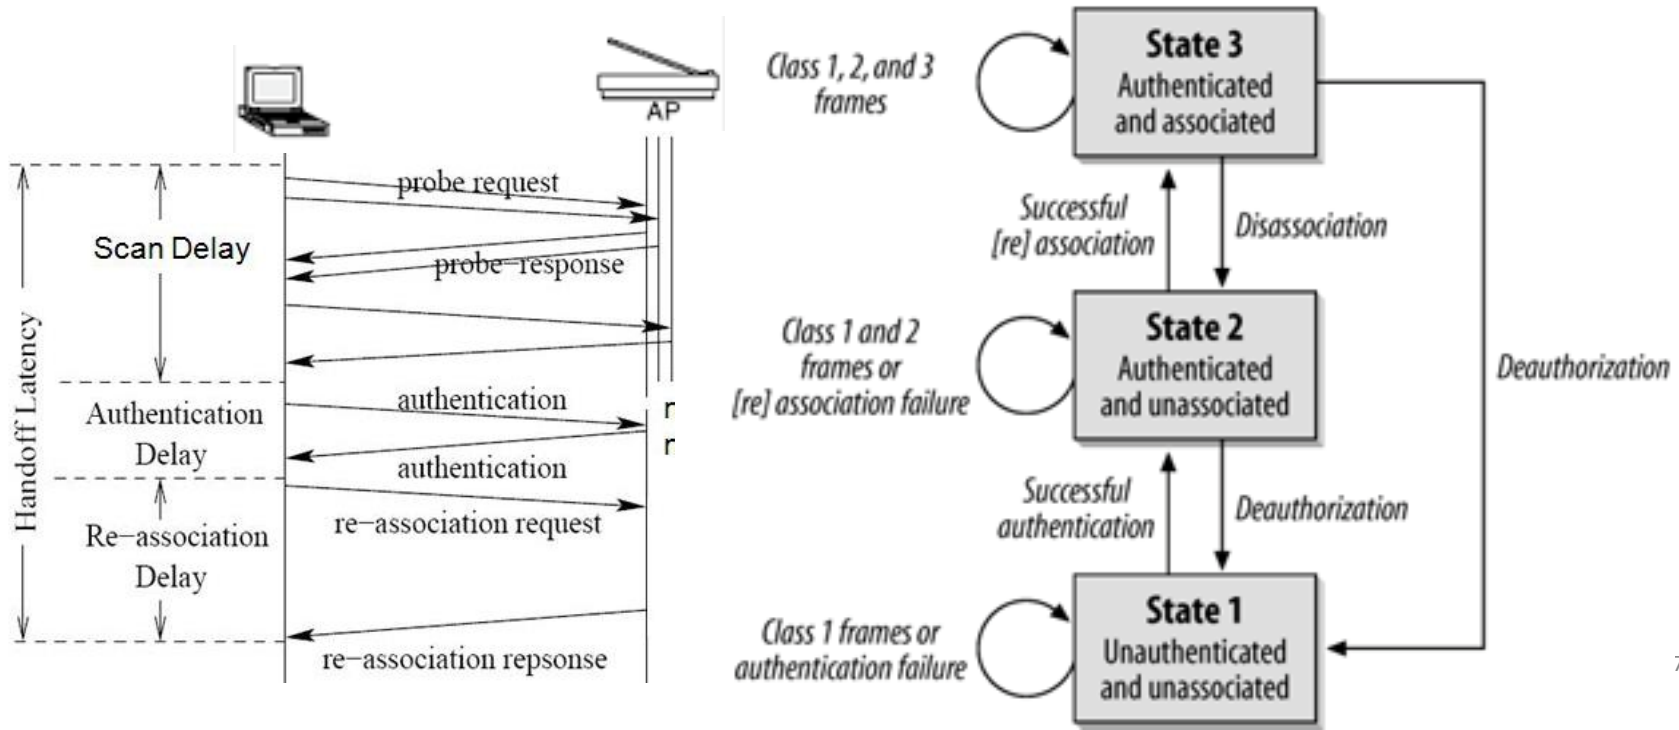 AP
probe request
Scan Delay
probe-response
Handoff Latency
authentication
Authentication
Delay
authentication
re-association request
Re-association
Delay
re-association repsonse
Class 1, 2, and 3
frames
State 3
Authenticated
and associated
Successful
[re] association
Disassociation
Class 1 and 2
frames or
[re] association failure
State 2
Authenticated
and unassociated
Deauthorization
Successful
authentication
Deauthorization
Class 1 frames or
authentication failure
State 1
Unauthenticated
and unassociated
7